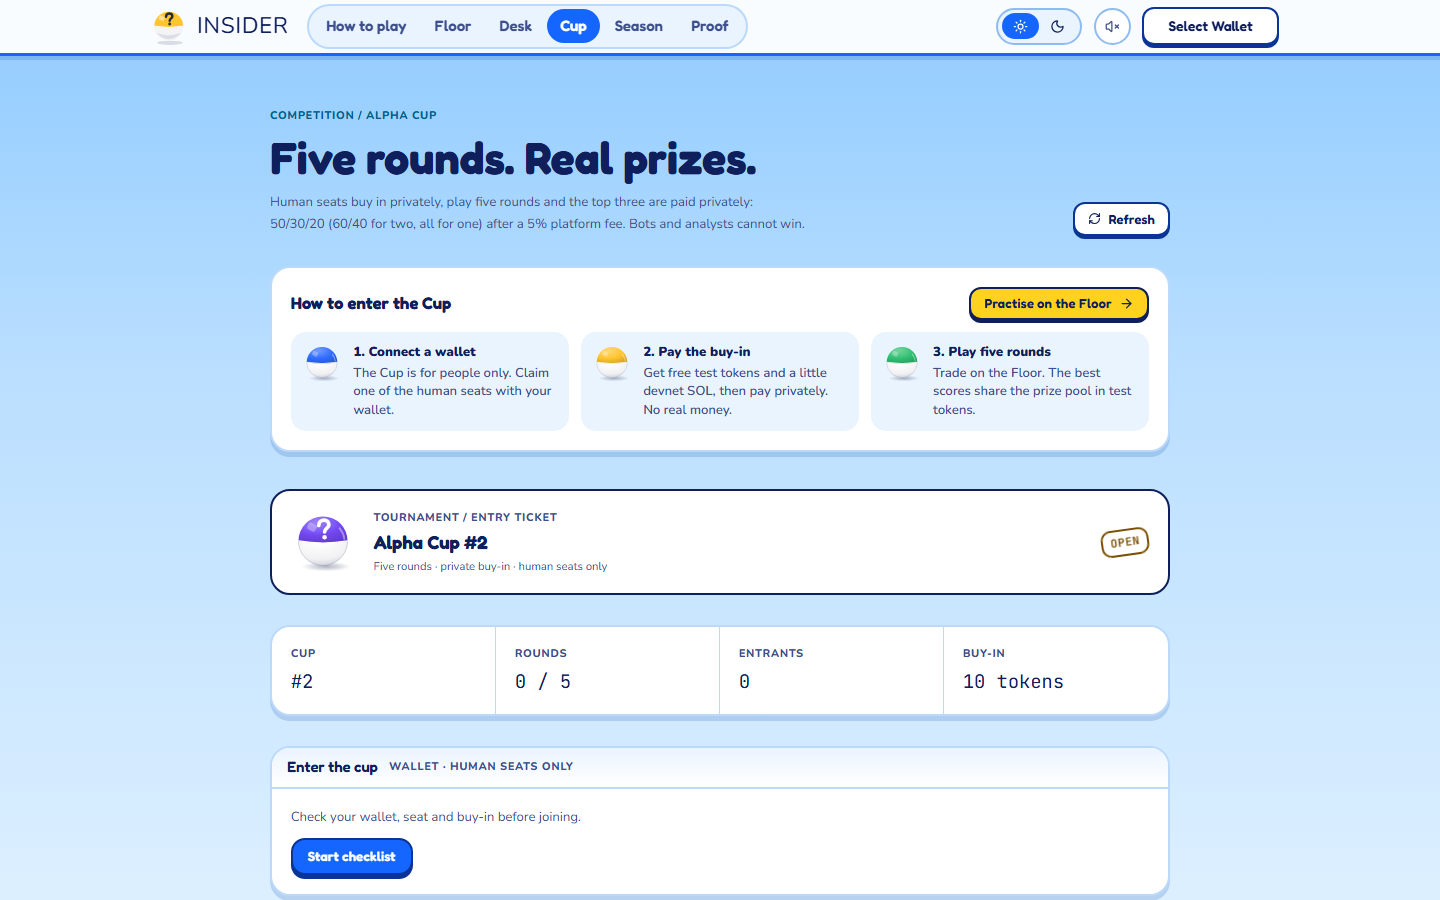 INSIDER
How to play
Floor
Desk
Cup
Season
Proof
Select Wallet
COMPETITION / ALPHA CUP
Five rounds. Real prizes.
Human seats buy in privately, play five rounds and the top three are paid privately:
50/30/20 (60/40 for two, all for one) after a 5% platform fee. Bots and analysts cannot win.
Refresh
How to enter the Cup
Practise on the Floor
1. Connect a wallet
The Cup is for people only. Claim
one of the human seats with your
wallet.
2. Pay the buy-in
Get free test tokens and a little
devnet SOL, then pay privately.
No real money.
3. Play five rounds
Trade on the Floor. The best
scores share the prize pool in test
tokens.
?
TOURNAMENT / ENTRY TICKET
Alpha Cup #2
Five rounds · private buy-in · human seats only
OPEN
CUP
#2
ROUNDS
0 / 5
ENTRANTS
0
BUY-IN
10 tokens
Enter the cup
WALLET · HUMAN SEATS ONLY
Check your wallet, seat and buy-in before joining.
Start checklist